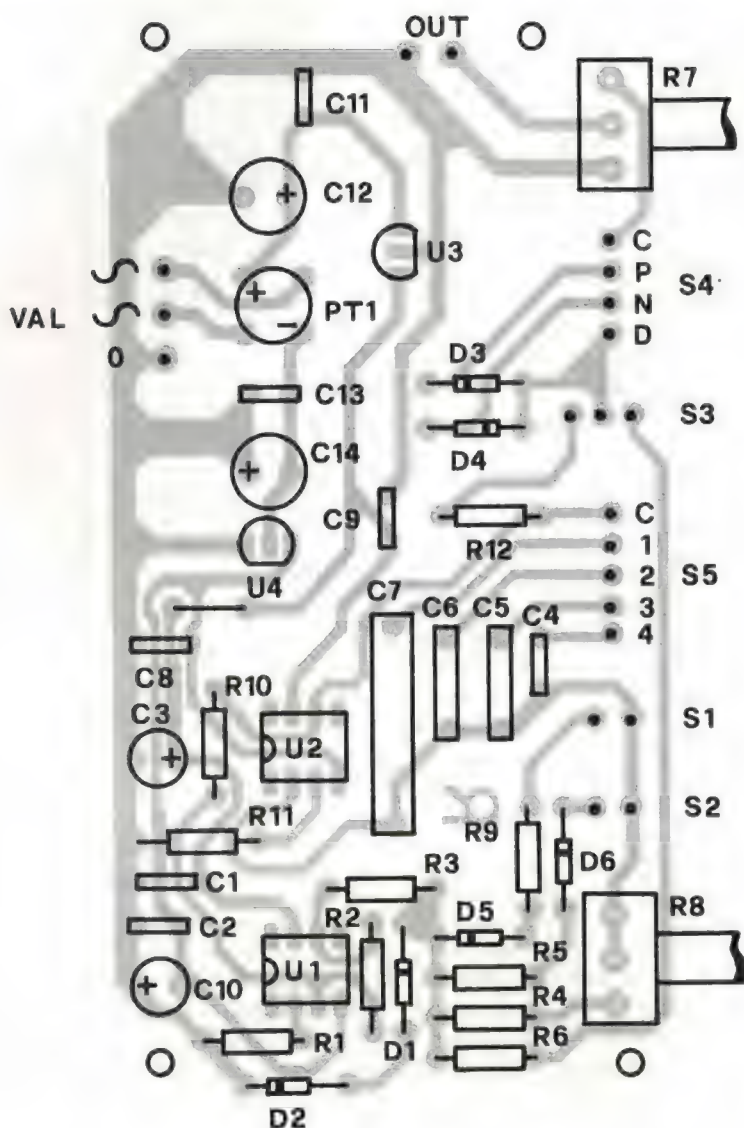 OUT
R7
C11
C12
U3
C
P
S4
N
D
VAL
0
+
PT1
-
D3
C13
S3
D4
C14
+
C
C9
R12
1
2
S5
U4
3
C7
C6
C5
C4
4
C8
R10
C3
S1
U2
+
S2
R11
R9
D6
C1
R3
C2
R2
D5
R8
R5
U1
+
C10
R4
R1
D1
R6
D2